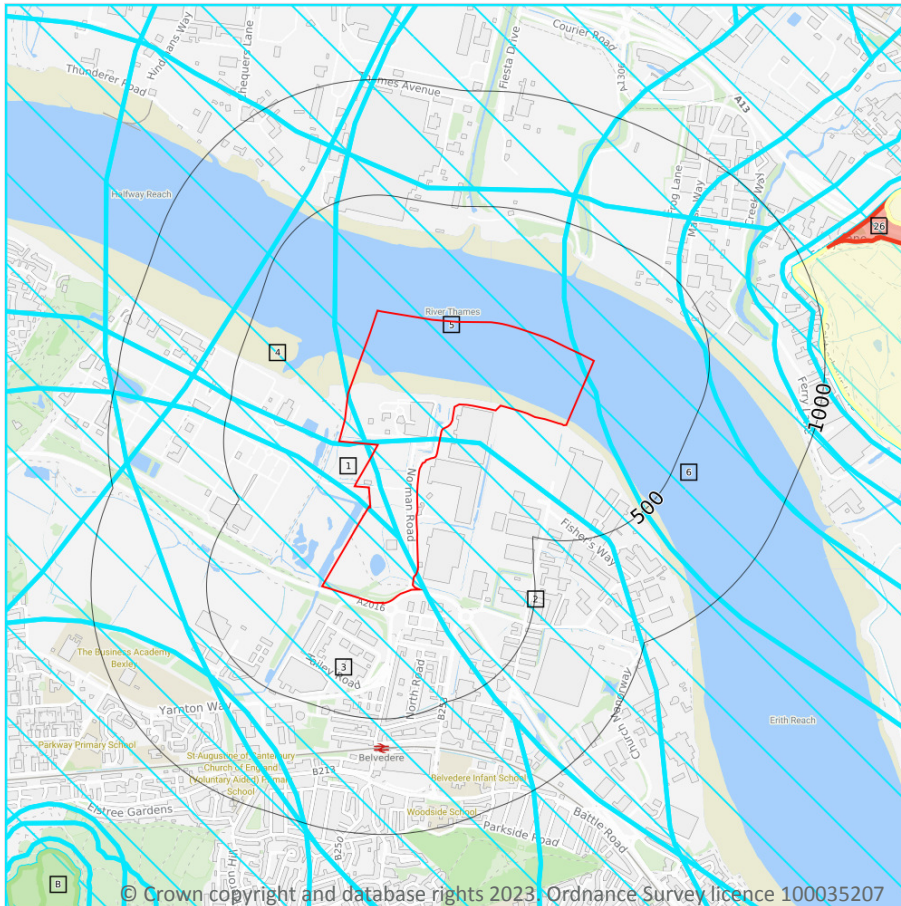 Hindmans Way
Chequers Lane
Thunderer Road
Thames Avenue
Fiesta Drive
Courier Road
A1306
A13
Halfway Reach
Frog Lane
Creek Way
26
River Thames
5
4
Ferry L
1000
1
Norman Road
6
500
Fisher's Way
2
A2016
3
The Business Academy
Bexley
North Road
Church Manorway
Yarnton Way
Erith Reach
Parkway Primary School
St Augustine of Canterbury
Church of England
(Voluntary Aided) Primary
School
Belvedere
B213
Belvedere Infant School
Elstree Gardens
Woodside School
Battle Road
Parkside Road
B250
B
© Crown copyright and database rights 2023. Ordnance Survey licence 100035207